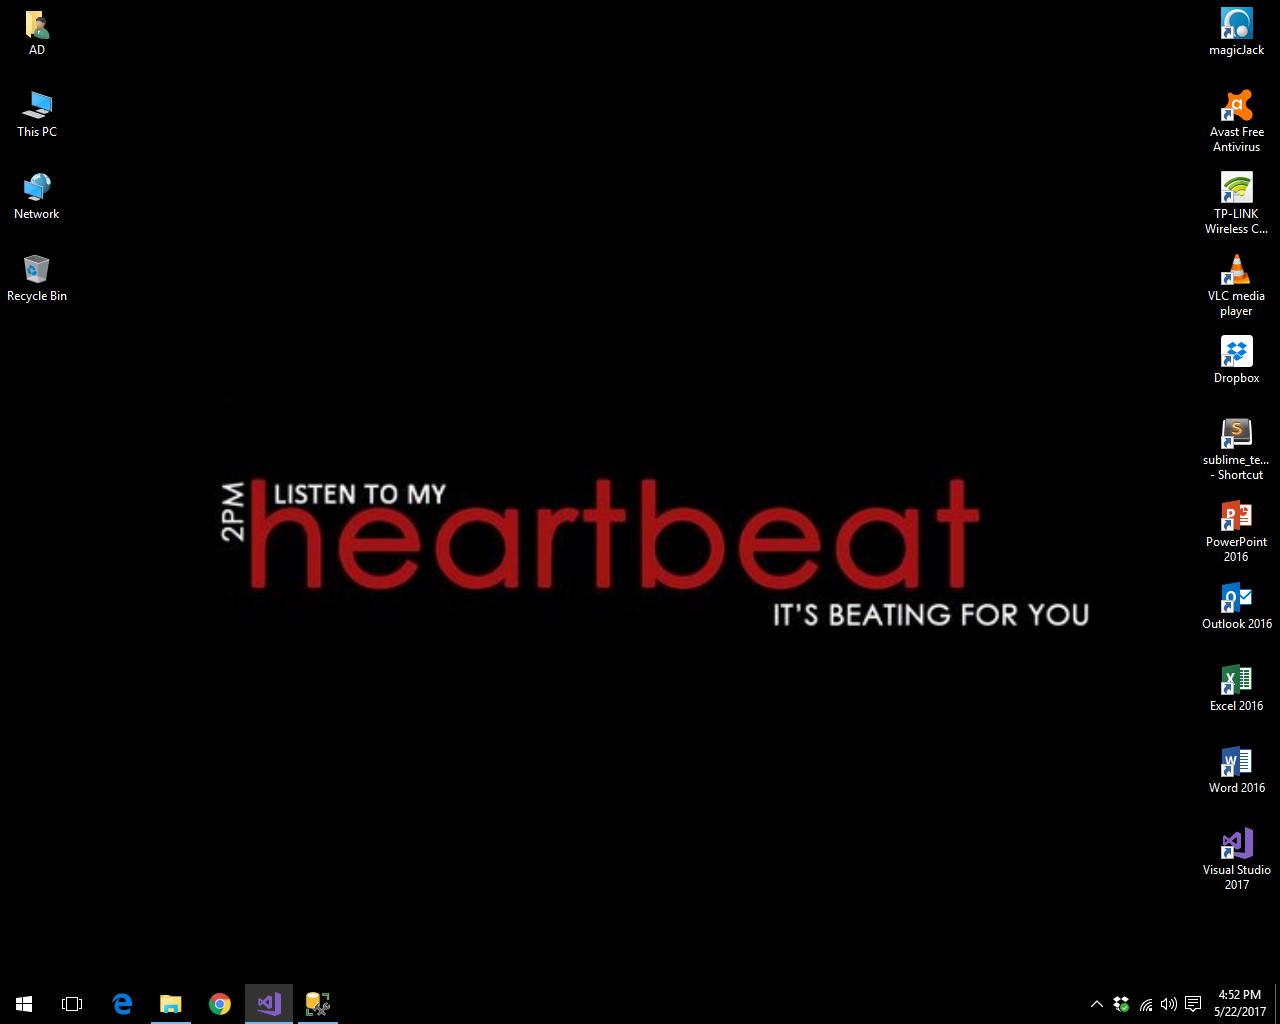 AD
This PC
Network
Recycle Bin
2PM
LISTEN TO MY
heartbeat
IT'S BEATING FOR YOU
magicJack
Avast Free
Antivirus
TP-LINK
Wireless C...
VLC media
player
Dropbox
sublime_te...
- Shortcut
PowerPoint
2016
Outlook 2016
Excel 2016
Word 2016
Visual Studio
2017
4:52 PM
5/22/2017